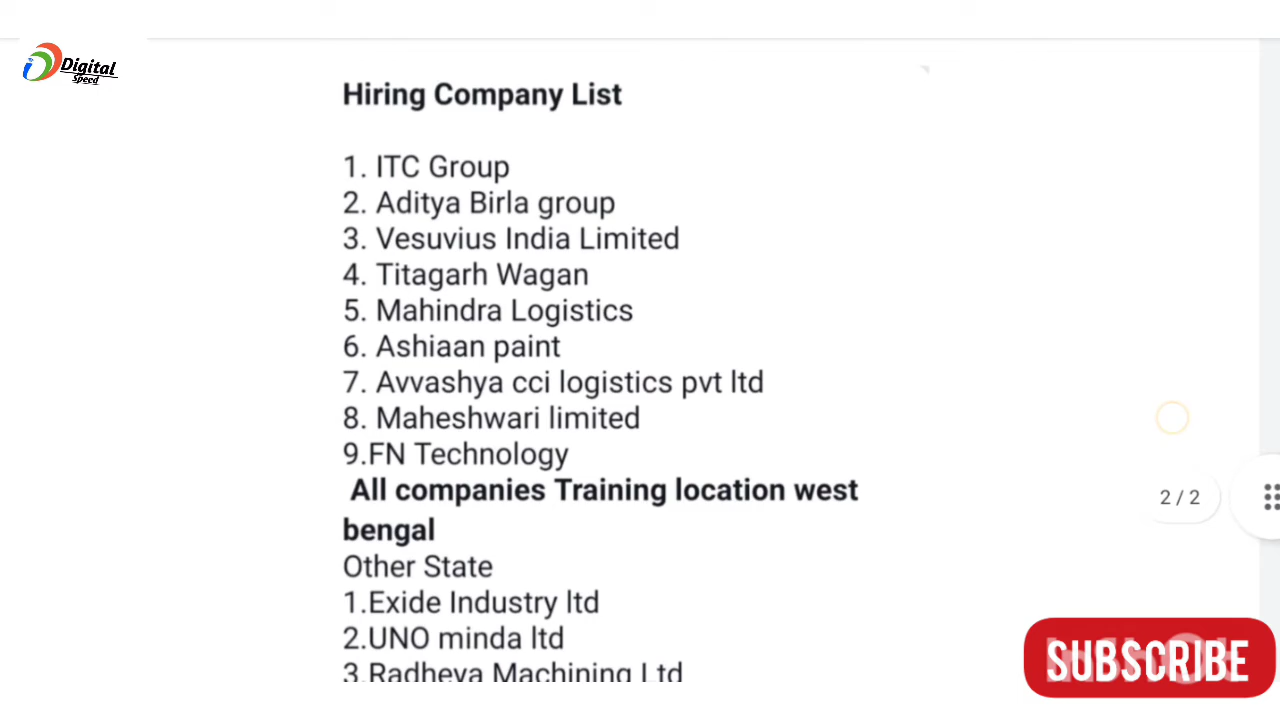 Digital
Speed
Hiring Company List
1. ITC Group
2. Aditya Birla group
3. Vesuvius India Limited
4. Titagarh Wagan
5. Mahindra Logistics
6. Ashiaan paint
7. Avvashya cci logistics pvt ltd
8. Maheshwari limited
9.FN Technology
All companies Training location west
bengal
Other State
1.Exide Industry ltd
2.UNO minda ltd
3.Radheya Machining Ltd
2 / 2
SUBSCRIBE